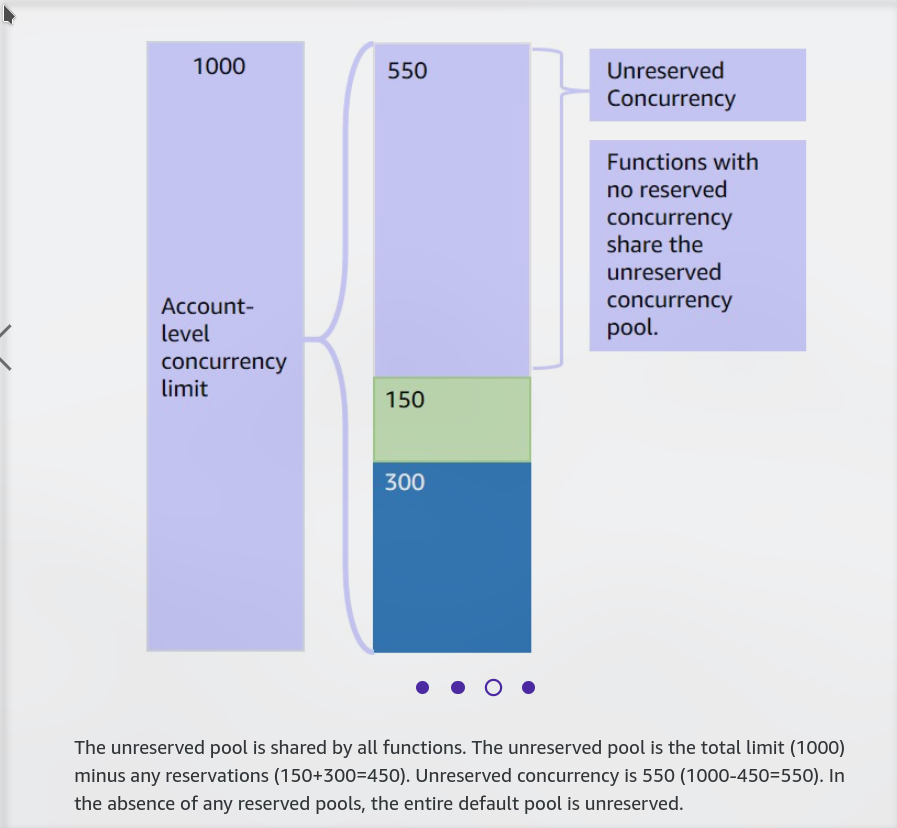 1000
Account-
level
concurrency
limit
550
150
300
Unreserved
Concurrency
Functions with
no reserved
concurrency
share the
unreserved
concurrency
pool.
The unreserved pool is shared by all functions. The unreserved pool is the total limit (1000)
minus any reservations (150+300=450). Unreserved concurrency is 550 (1000-450=550). In
the absence of any reserved pools, the entire default pool is unreserved.